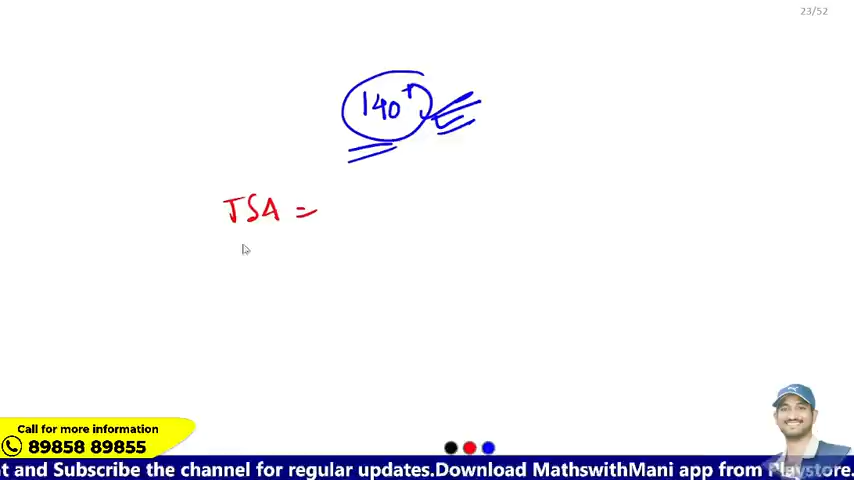 23/52
140+
TSA =
Call for more information
89858 89855
nt and Subscribe the channel for regular updates.Download MathswithMani app from Playstore.